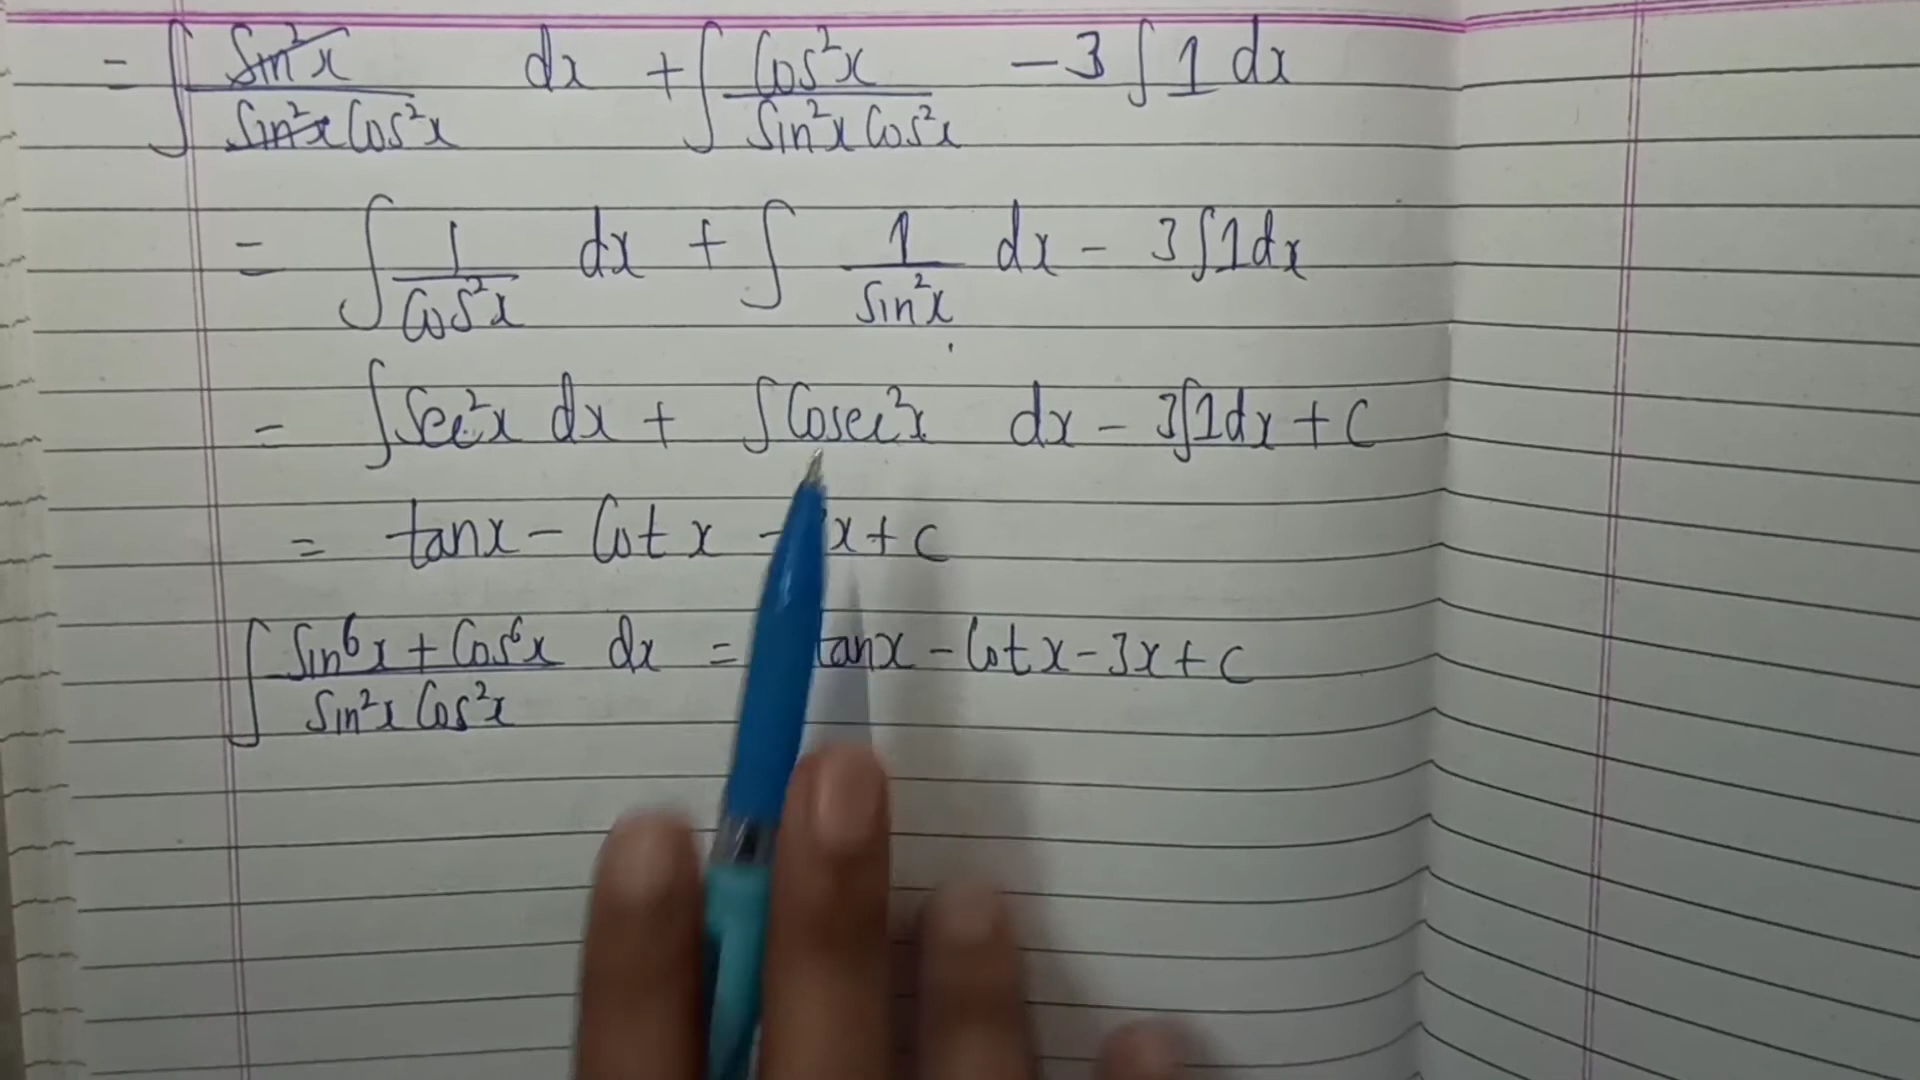 = ∫ Sin²x / Sin²x Cos²x dx + ∫ Cos²x / Sin²x Cos²x - 3 ∫ 1 dx
= ∫ 1 / Cos²x dx + ∫ 1 / Sin²x dx - 3 ∫ 1 dx
= ∫ Sec²x dx + ∫ Cosec²x dx - 3 ∫ 1 dx + c
= tan x - Cot x - x + c
∫ Sin⁶x + Cos⁶x / Sin²x Cos²x dx = tan x - Cot x - 3x + c